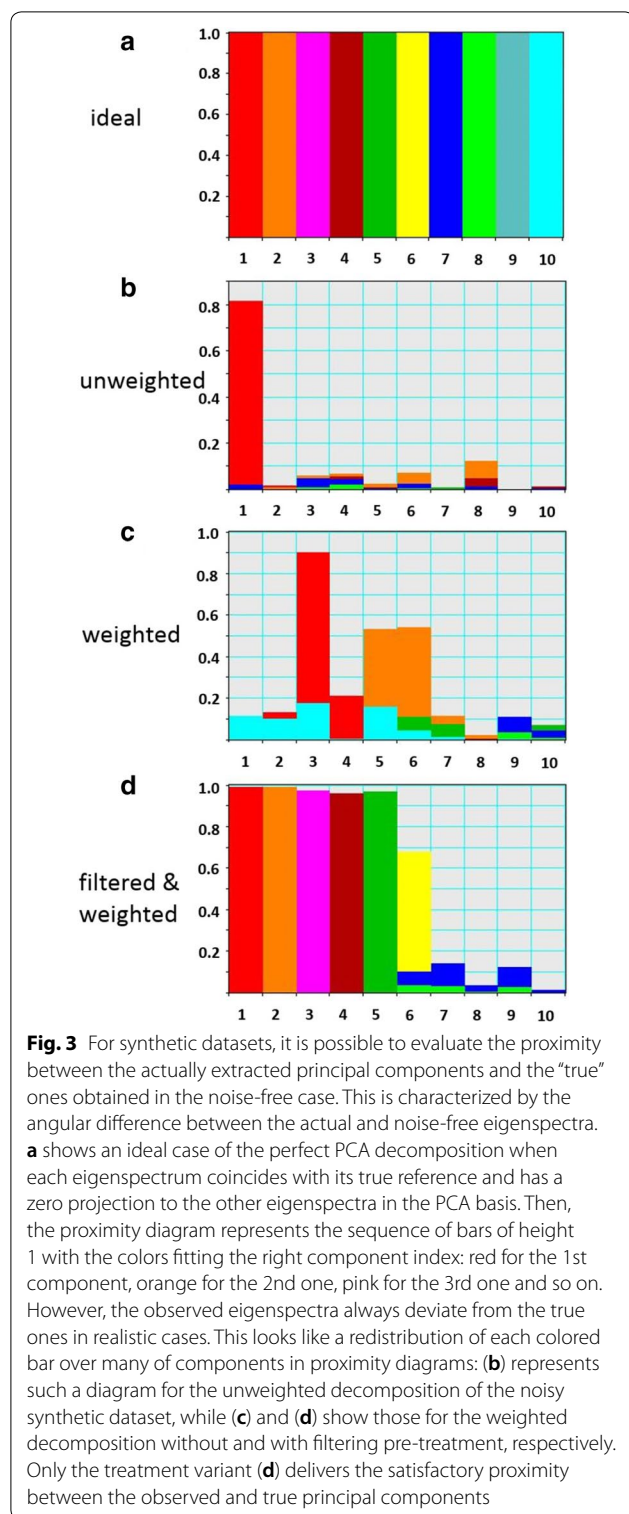 a
ideal
1.0
0.8
0.6
0.4
0.2
1 2 3 4 5 6 7 8 9 10
b
unweighted
0.8
0.6
0.4
0.2
1 2 3 4 5 6 7 8 9 10
c
weighted
1.0
0.8
0.6
0.4
0.2
1 2 3 4 5 6 7 8 9 10
d
filtered &
weighted
1.0
0.8
0.6
0.4
0.2
1 2 3 4 5 6 7 8 9 10
Fig. 3 For synthetic datasets, it is possible to evaluate the proximity
between the actually extracted principal components and the “true”
ones obtained in the noise-free case. This is characterized by the
angular difference between the actual and noise-free eigenspectra.
a shows an ideal case of the perfect PCA decomposition when
each eigenspectrum coincides with its true reference and has a
zero projection to the other eigenspectra in the PCA basis. Then,
the proximity diagram represents the sequence of bars of height
1 with the colors fitting the right component index: red for the 1st
component, orange for the 2nd one, pink for the 3rd one and so on.
However, the observed eigenspectra always deviate from the true
ones in realistic cases. This looks like a redistribution of each colored
bar over many of components in proximity diagrams: (b) represents
such a diagram for the unweighted decomposition of the noisy
synthetic dataset, while (c) and (d) show those for the weighted
decomposition without and with filtering pre-treatment, respectively.
Only the treatment variant (d) delivers the satisfactory proximity
between the observed and true principal components